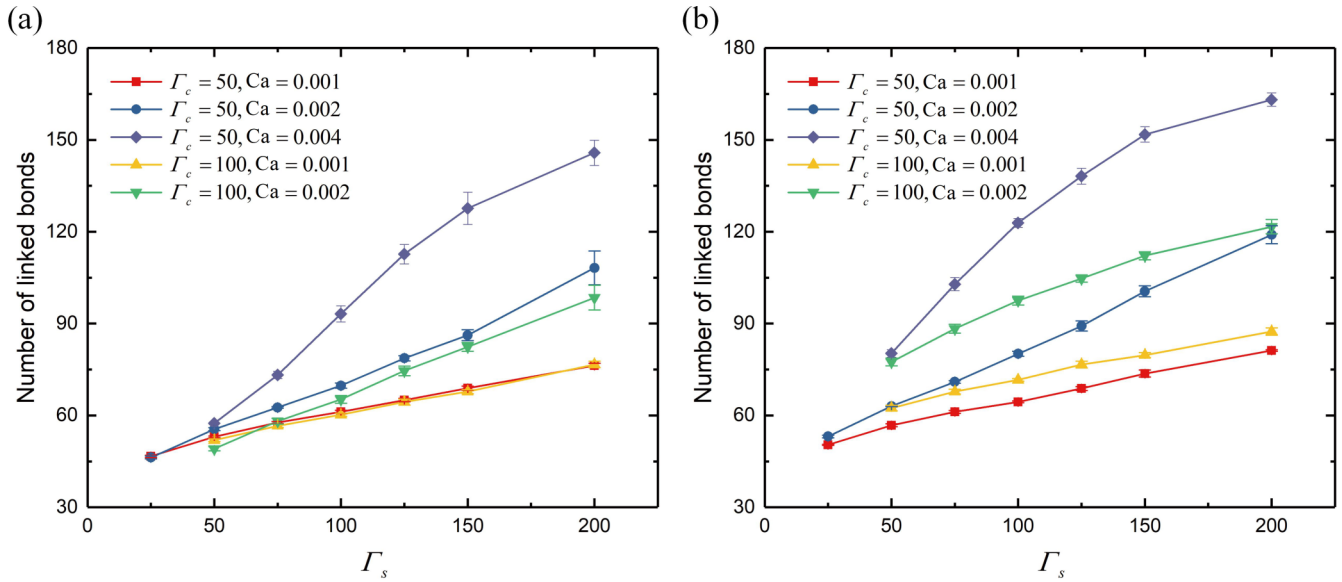 (a)
Number of linked bonds
180
150
120
90
60
30
Γc = 50, Ca = 0.001
Γc = 50, Ca = 0.002
Γc = 50, Ca = 0.004
Γc = 100, Ca = 0.001
Γc = 100, Ca = 0.002
0 50 100 150 200
Γs
(b)
Number of linked bonds
180
150
120
90
60
30
Γc = 50, Ca = 0.001
Γc = 50, Ca = 0.002
Γc = 50, Ca = 0.004
Γc = 100, Ca = 0.001
Γc = 100, Ca = 0.002
0 50 100 150 200
Γs